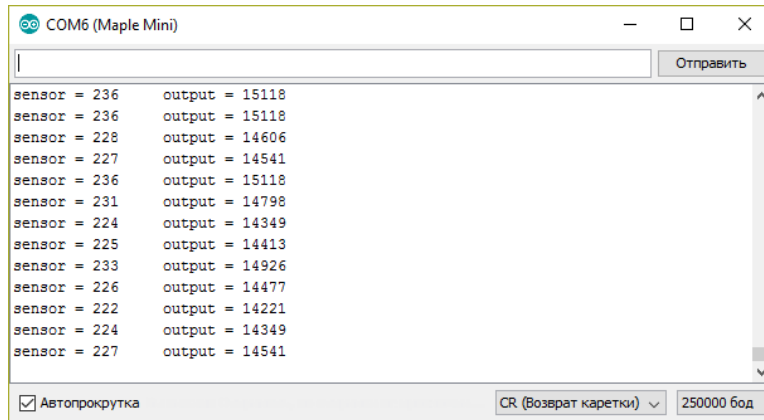 COM6 (Maple Mini)
Отправить
sensor = 236 output = 15118
sensor = 236 output = 15118
sensor = 228 output = 14606
sensor = 227 output = 14541
sensor = 236 output = 15118
sensor = 231 output = 14798
sensor = 224 output = 14349
sensor = 225 output = 14413
sensor = 233 output = 14926
sensor = 226 output = 14477
sensor = 222 output = 14221
sensor = 224 output = 14349
sensor = 227 output = 14541
Автопрокрутка CR (Возврат каретки) 250000 бод